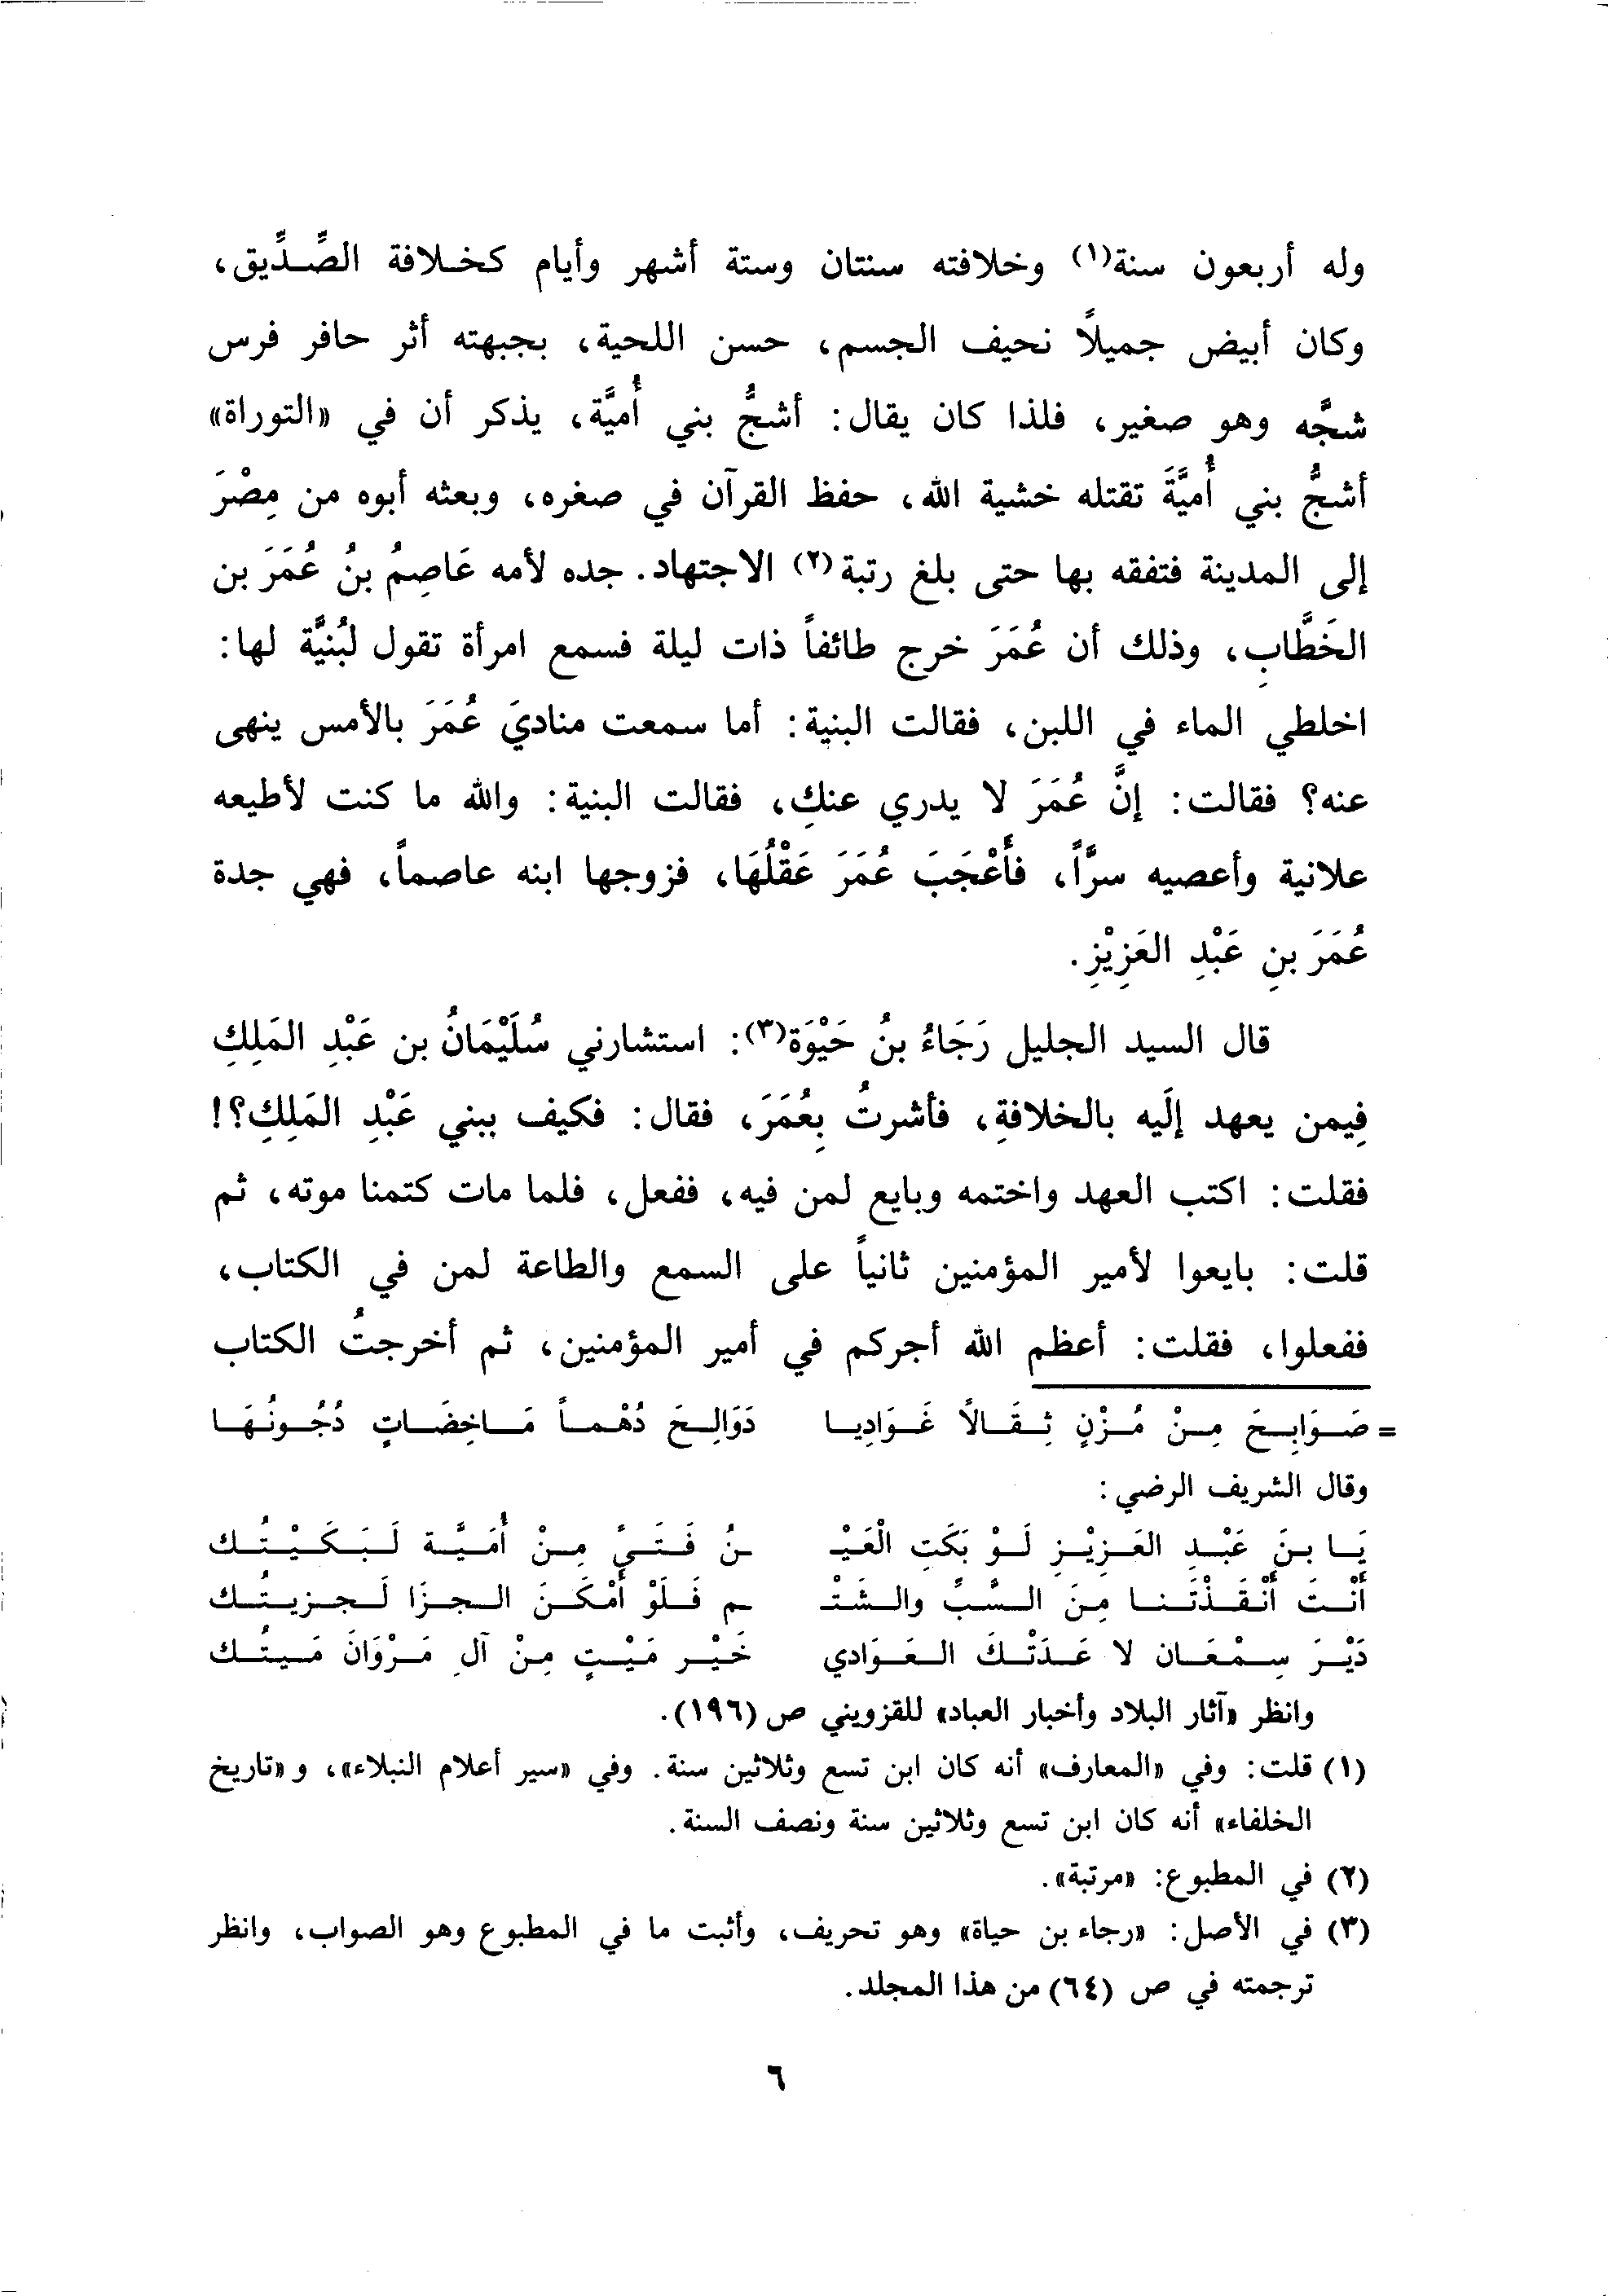 وله أربعون سنة(١) وخلافته سنتان وستة أشهر وأيام كخلافة الصِّدِّيق،
وكان أبيض جميلاً نحيف الجسم، حسن اللحية، بجبهته أثر حافر فرس
شجَّه وهو صغير، فلذا كان يقال: أشجُّ بني أُميَّة، يذكر أن في «التوراة»
أشجُّ بني أُميَّةَ تقتله خشية الله، حفظ القرآن في صغره، وبعثه أبوه من مِصْرَ
إلى المدينة فتفقه بها حتى بلغ رتبة(٢) الاجتهاد. جده لأمه عَاصِمُ بنُ عُمَرَ بن
الخَطَّابِ، وذلك أن عُمَرَ خرج طائفاً ذات ليلة فسمع امرأة تقول لبُنيَّة لها:
اخلطي الماء في اللبن، فقالت البنية: أما سمعت مناديَ عُمَرَ بالأمس ينهى
عنه؟ فقالت: إنَّ عُمَرَ لا يدري عنكِ، فقالت البنية: والله ما كنت لأطيعه
علانية وأعصيه سرَّاً، فأَعْجَبَ عُمَرَ عَقْلُهَا، فزوجها ابنه عاصماً، فهي جدة
عُمَرَ بنِ عَبْدِ العَزِيْزِ.
قال السيد الجليل رَجَاءُ بنُ حَيْوَة(٣): استشارني سُلَيْمَانُ بن عَبْدِ المَلِكِ
فِيمن يعهد إلَيه بالخلافةِ، فأشرتُ بِعُمَرَ، فقال: فكيف ببني عَبْدِ المَلِكِ؟!
فقلت: اكتب العهد واختمه وبايع لمن فيه، ففعل، فلما مات كتمنا موته، ثم
قلت: بايعوا لأمير المؤمنين ثانياً على السمع والطاعة لمن في الكتاب،
ففعلوا، فقلت: أعظم الله أجركم في أمير المؤمنين، ثم أخرجتُ الكتاب
= صَوَابِحَ مِنْ مُزْنٍ ثِقَالاً غَوَادِيا دَوَالِحَ دُهْماً مَاخِضَاتٍ دُجُونُهَا
وقال الشريف الرضي:
يَا بنَ عَبْدِ العَزِيْزِ لَوْ بَكَتِ الْعَيْـ ـنُ فَتَىً مِنْ أُمَيَّة لَبَكَيْتُك
أَنْتَ أَنْقَذْتَنا مِنَ السَّبِّ والشَتْـ ـم فَلَوْ أَمْكَنَ الجزَا لَجزيتُك
دَيْرَ سِمْعَان لا عَدَتْكَ العَوَادي خَيْر مَيْتٍ مِنْ آلِ مَرْوَانَ مَيتُك
وانظر «آثار البلاد وأخبار العباد» للقزويني ص (١٩٦).
(١) قلت: وفي «المعارف» أنه كان ابن تسع وثلاثين سنة. وفي «سير أعلام النبلاء»، و«تاريخ
الخلفاء» أنه كان ابن تسع وثلاثين سنة ونصف السنة.
(٢) في المطبوع: «مرتبة».
(٣) في الأصل: «رجاء بن حياة» وهو تحريف، وأثبت ما في المطبوع وهو الصواب، وانظر
ترجمته في ص (٦٤) من هذا المجلد.
٦